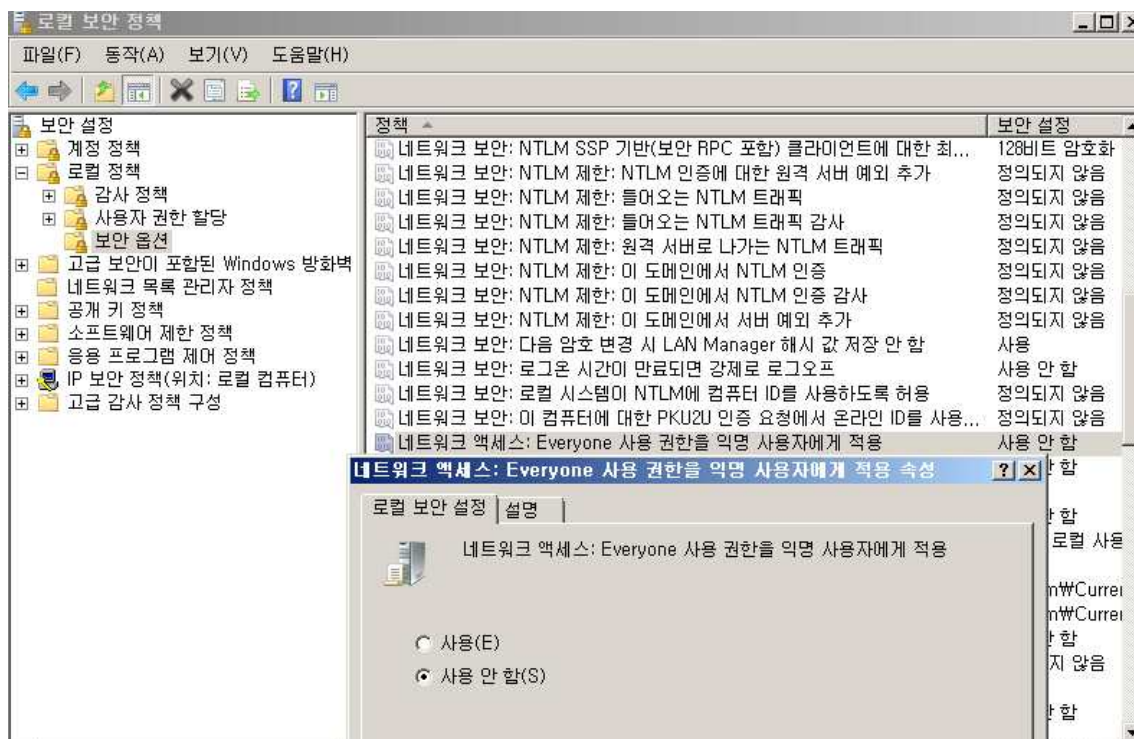 로컬 보안 정책
파일(F) 동작(A) 보기(V) 도움말(H)
보안 설정
계정 정책
로컬 정책
감사 정책
사용자 권한 할당
보안 옵션
고급 보안이 포함된 Windows 방화벽
네트워크 목록 관리자 정책
공개 키 정책
소프트웨어 제한 정책
응용 프로그램 제어 정책
IP 보안 정책(위치: 로컬 컴퓨터)
고급 감사 정책 구성
정책 보안 설정
네트워크 보안: NTLM SSP 기반(보안 RPC 포함) 클라이언트에 대한 최... 128비트 암호화
네트워크 보안: NTLM 제한: NTLM 인증에 대한 원격 서버 예외 추가 정의되지 않음
네트워크 보안: NTLM 제한: 들어오는 NTLM 트래픽 정의되지 않음
네트워크 보안: NTLM 제한: 들어오는 NTLM 트래픽 감사 정의되지 않음
네트워크 보안: NTLM 제한: 원격 서버로 나가는 NTLM 트래픽 정의되지 않음
네트워크 보안: NTLM 제한: 이 도메인에서 NTLM 인증 정의되지 않음
네트워크 보안: NTLM 제한: 이 도메인에서 NTLM 인증 감사 정의되지 않음
네트워크 보안: NTLM 제한: 이 도메인에서 서버 예외 추가 정의되지 않음
네트워크 보안: 다음 암호 변경 시 LAN Manager 해시 값 저장 안 함 사용
네트워크 보안: 로그온 시간이 만료되면 강제로 로그오프 사용 안 함
네트워크 보안: 로컬 시스템이 NTLM에 컴퓨터 ID를 사용하도록 허용 정의되지 않음
네트워크 보안: 이 컴퓨터에 대한 PKU2U 인증 요청에서 온라인 ID를 사용... 정의되지 않음
네트워크 액세스: Everyone 사용 권한을 익명 사용자에게 적용 사용 안 함
네트워크 액세스: Everyone 사용 권한을 익명 사용자에게 적용 속성
로컬 보안 설정 설명
네트워크 액세스: Everyone 사용 권한을 익명 사용자에게 적용
사용(E)
사용 안 함(S)
함
함
로컬 사용
m₩Currer
m₩Currer
함
지 않음
함